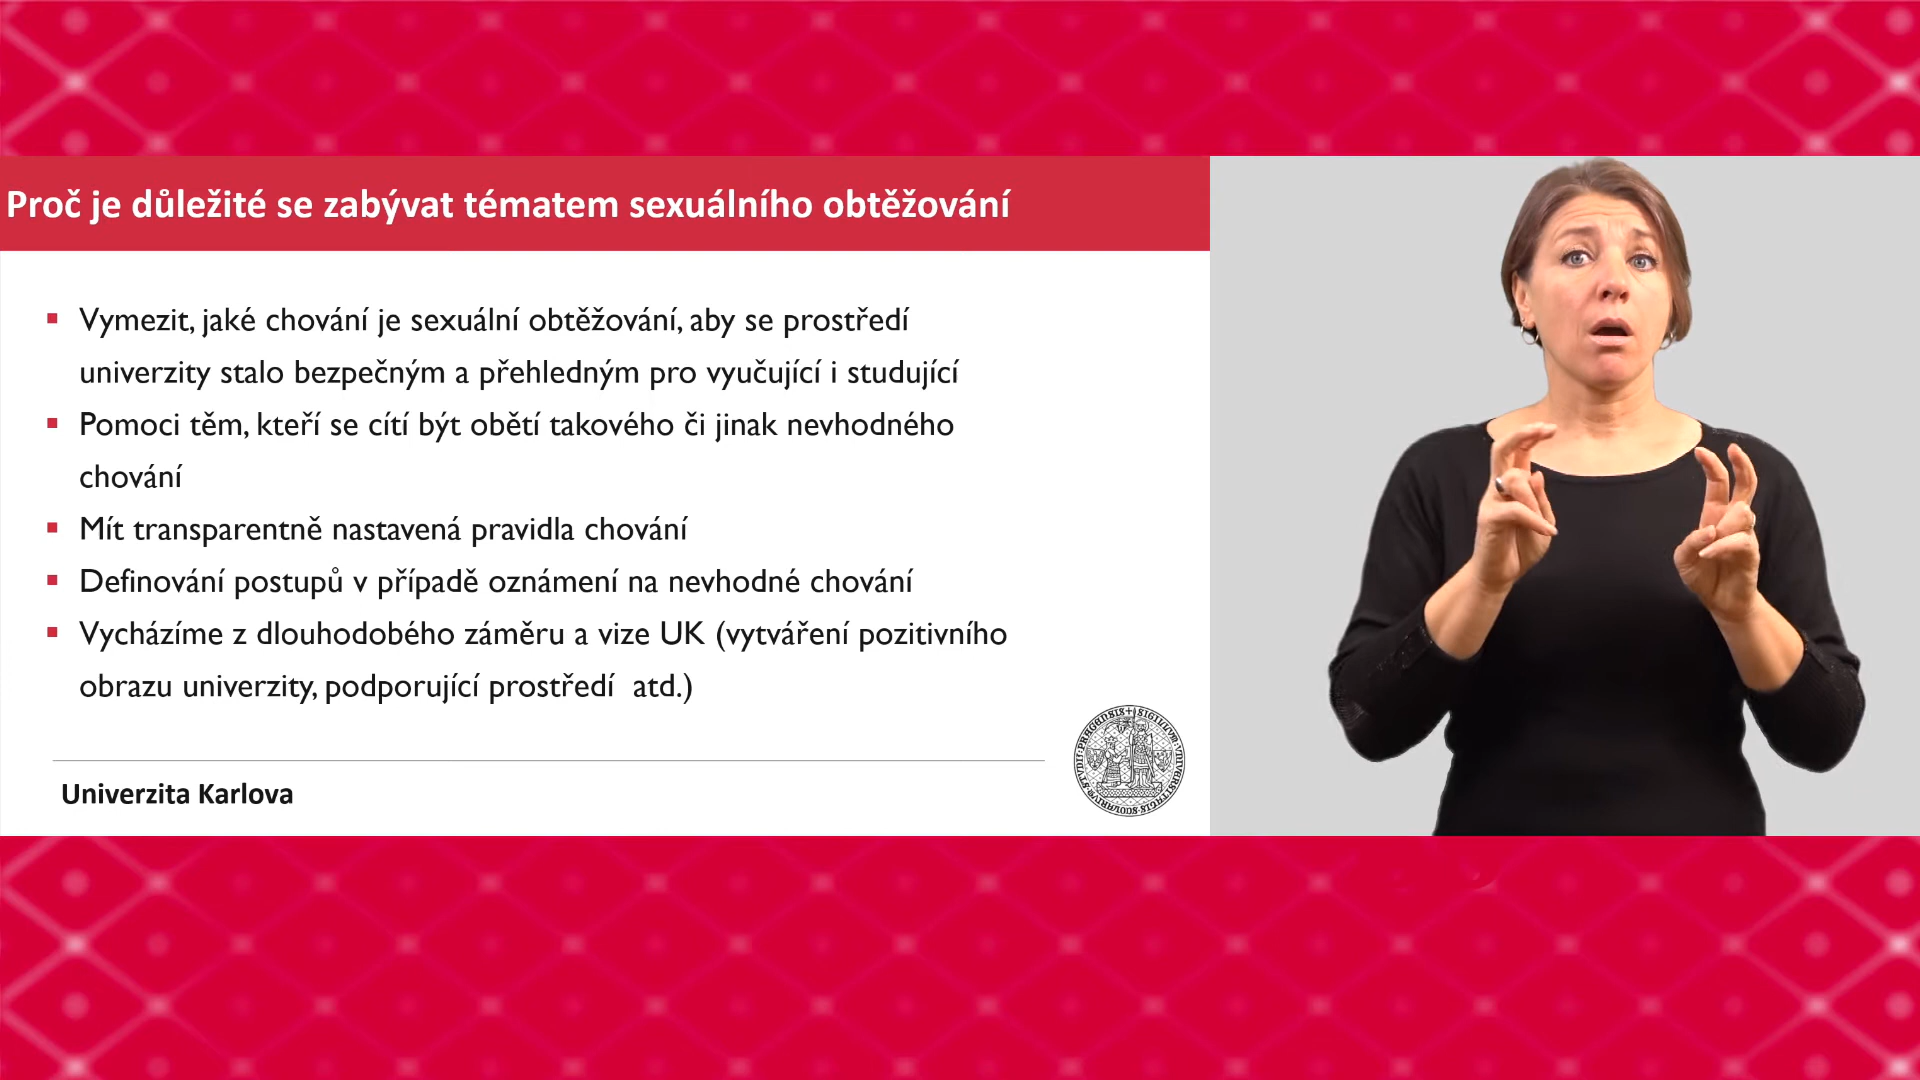 Proč je důležité se zabývat tématem sexuálního obtěžování
▪ Vymezit, jaké chování je sexuální obtěžování, aby se prostředí
univerzity stalo bezpečným a přehledným pro vyučující i studující
▪ Pomoci těm, kteří se cítí být obětí takového či jinak nevhodného
chování
▪ Mít transparentně nastavená pravidla chování
▪ Definování postupů v případě oznámení na nevhodné chování
▪ Vycházíme z dlouhodobého záměru a vize UK (vytváření pozitivního
obrazu univerzity, podporující prostředí  atd.)
Univerzita Karlova